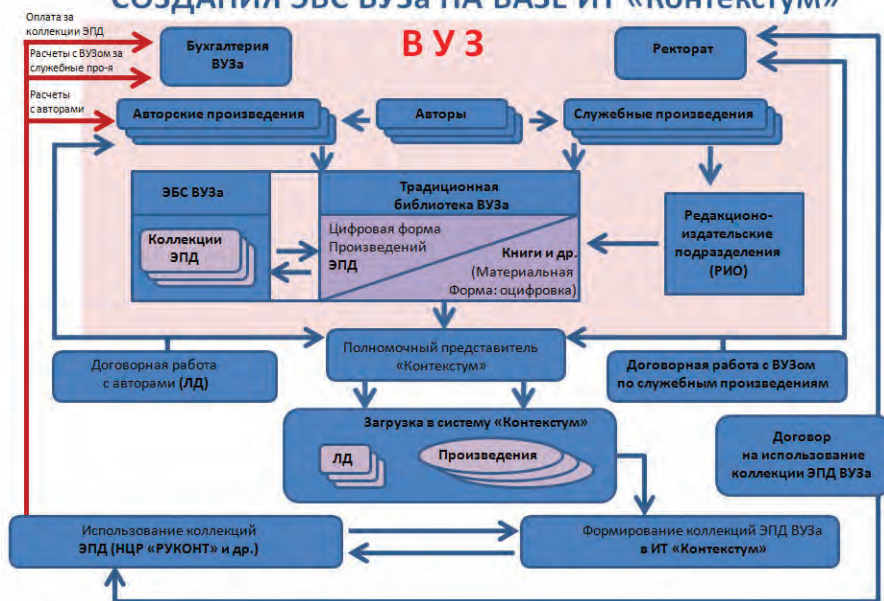 СОЗДАНИЯ ЭБС ВУЗа НА БАЗЕ ИТ «Контекстум»
Оплата за
коллекции ЭПД
Расчеты с ВУЗом за
служебные про-я
Расчеты
с авторами
Бухгалтерия
ВУЗа
ВУЗ
Ректорат
Авторские произведения
Авторы
Служебные произведения
ЭБС ВУЗа
Коллекции
ЭПД
Традиционная
библиотека ВУЗа
Цифровая форма
Произведений
ЭПД
Книги и др.
(Материальная
Форма: оцифровка)
Редакционо-
издательские
подразделения
(РИО)
Договорная работа
с авторами (ЛД)
Полномочный представитель
«Контекстум»
Договорная работа с ВУЗом
по служебным произведениям
Загрузка в систему «Контекстум»
ЛД
Произведения
Договор
на использование
коллекции ЭПД ВУЗа
Использование коллекций
ЭПД (НЦР «РУКОНТ» и др.)
Формирование коллекций ЭПД ВУЗа
в ИТ «Контекстум»